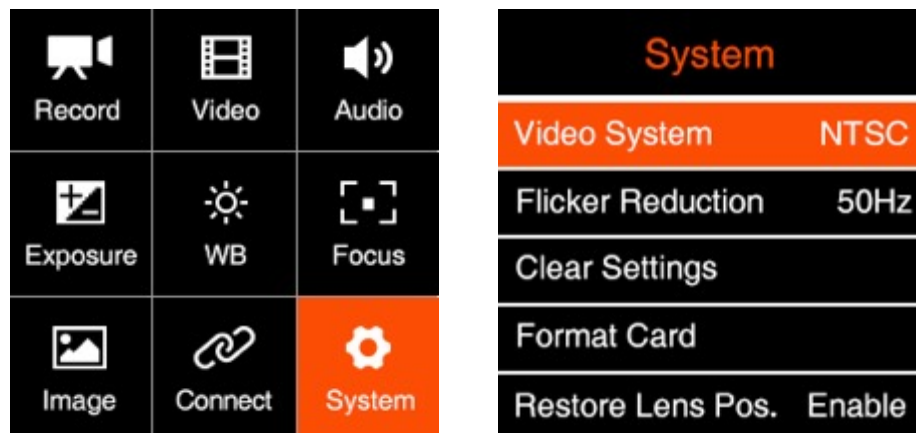 Record Video Audio
Exposure WB Focus
Image Connect System
System
Video System NTSC
Flicker Reduction 50Hz
Clear Settings
Format Card
Restore Lens Pos. Enable